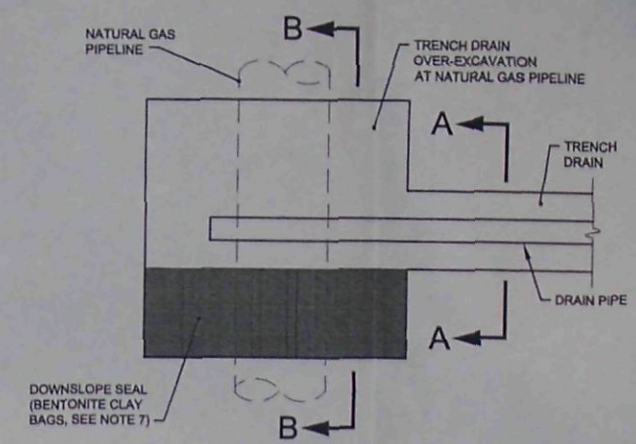 NATURAL GAS
PIPELINE
B
TRENCH DRAIN
OVER-EXCAVATION
AT NATURAL GAS PIPELINE
A
TRENCH
DRAIN
DRAIN PIPE
A
DOWNSLOPE SEAL
(BENTONITE CLAY
BAGS, SEE NOTE 7)
B